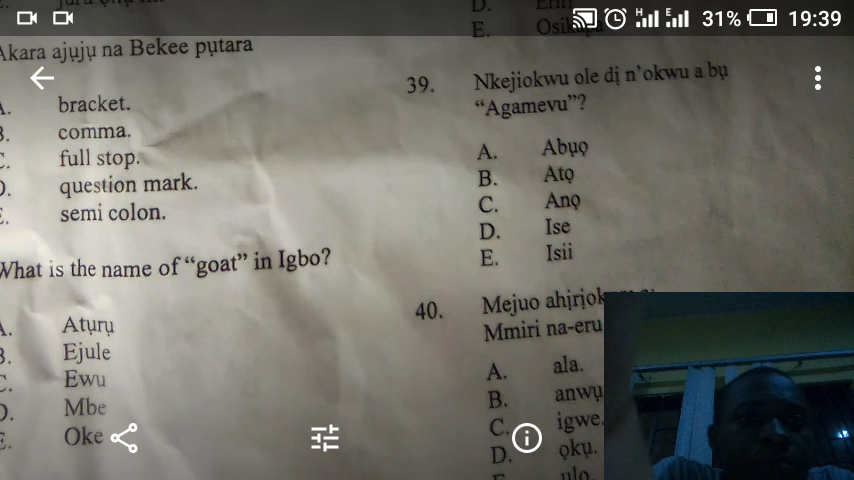 31% 19:39
Akara ajụjụ na Bekee pụtara
A. bracket.
B. comma.
C. full stop.
D. question mark.
E. semi colon.
What is the name of “goat” in Igbo?
A. Atụrụ
B. Ejule
C. Ewu
D. Mbe
E. Oke
D.
E.
39. Nkejiokwu ole dị n’okwu a bụ
“Agamevu”?
A. Abụọ
B. Atọ
C. Anọ
D. Ise
E. Isii
40. Mejuo
Mmiri na-eru
A. ala.
B. anwụ
C. igwe.
D. ọkụ.